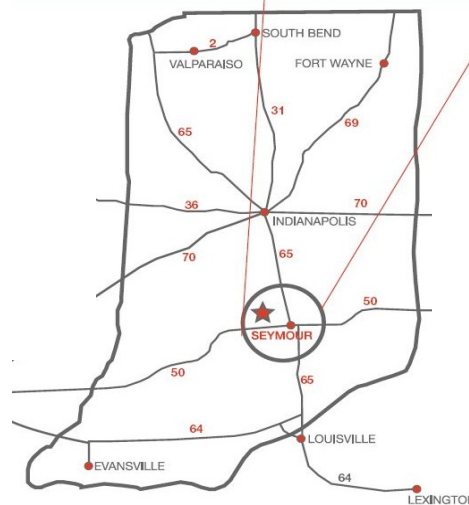 SOUTH BEND
2
VALPARAISO
FORT WAYNE
31
69
65
36
70
INDIANAPOLIS
70
65
50
SEYMOUR
50
65
64
LOUISVILLE
EVANSVILLE
64
LEXINGTON